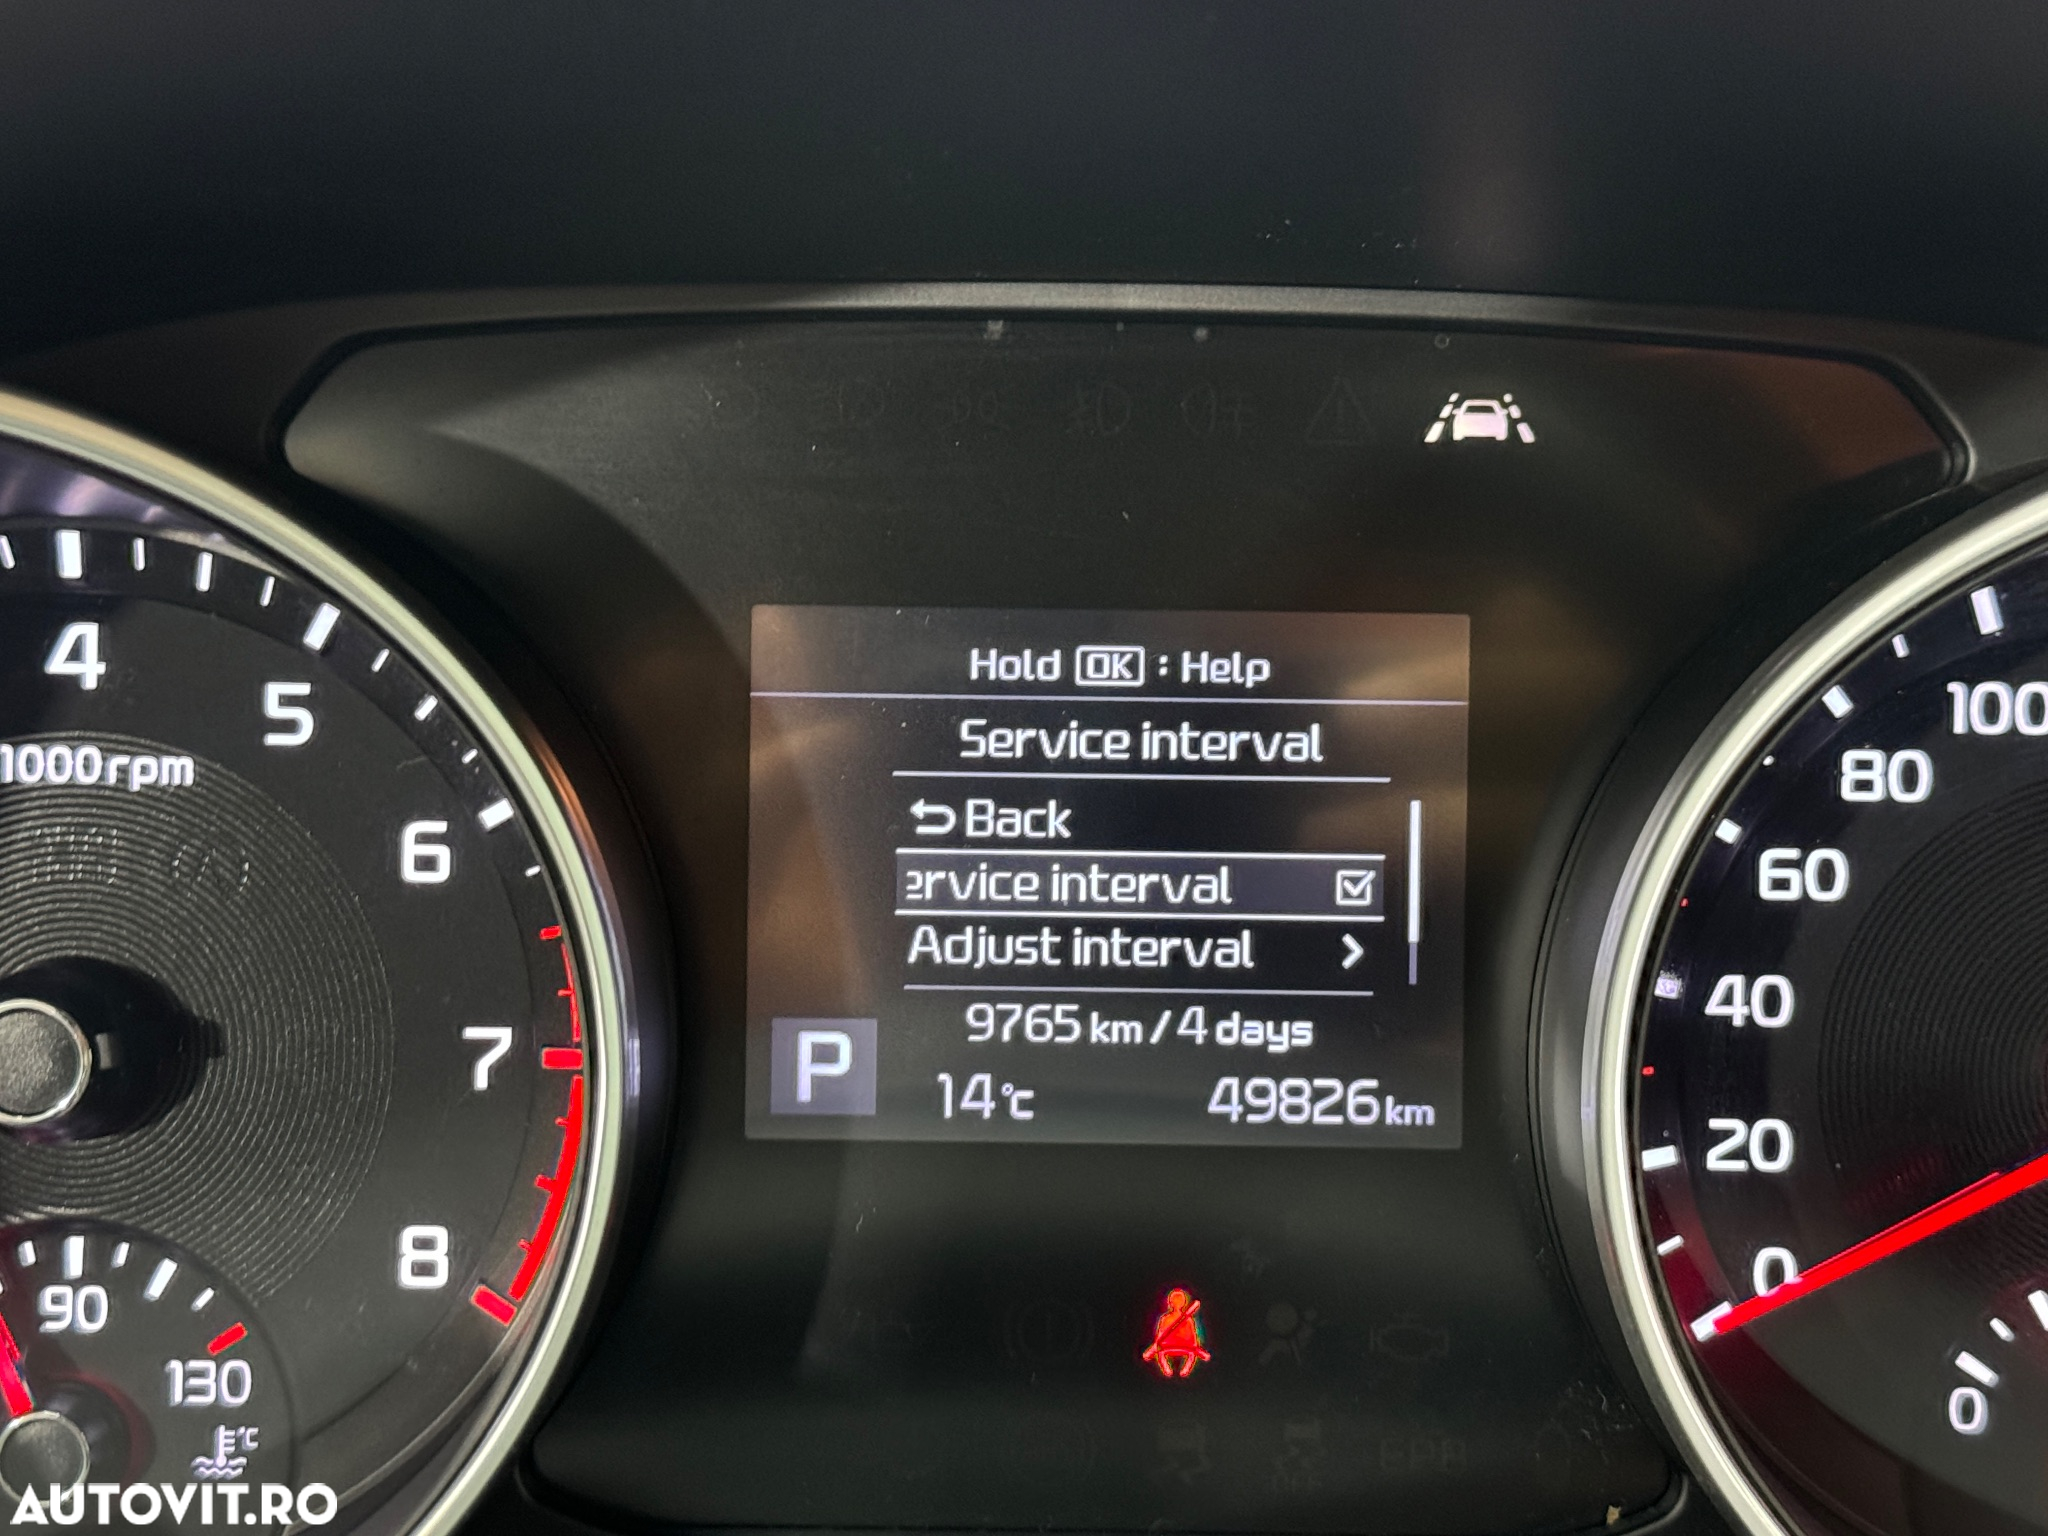 Hold OK : Help
Service interval
Back
ervice interval
Adjust interval
9765 km / 4 days
P
14°C
49826 km
4
5
6
7
8
1000rpm
90
130
°C
100
80
60
40
20
0
0
AUTOVIT.RO